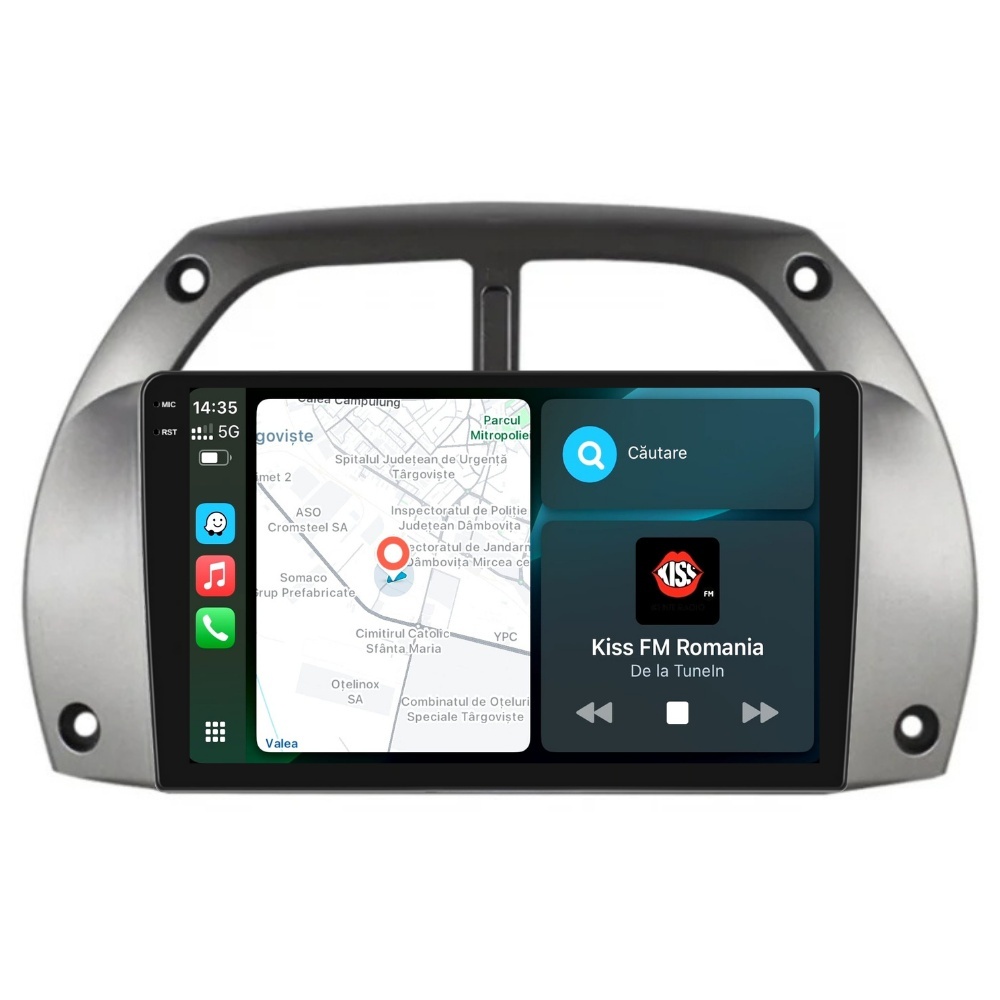 MIC
RST
14:35
5G
Calea Câmpulung
goviște
Parcul
Mitropolie
Spitalul Județean de Urgență
Târgoviște
imet 2
ASO
Cromsteel SA
Inspectoratul de Poliție
Județean Dâmbovița
ectoratul de Jandarm
Dâmbovița Mircea ce
Somaco
Grup Prefabricate
Cimitirul Catolic
Sfânta Maria
YPC
Oțelinox
SA
Combinatul de Oțeluri
Speciale Târgoviște
Valea
Căutare
KISS
FM
Kiss FM Romania
De la TuneIn